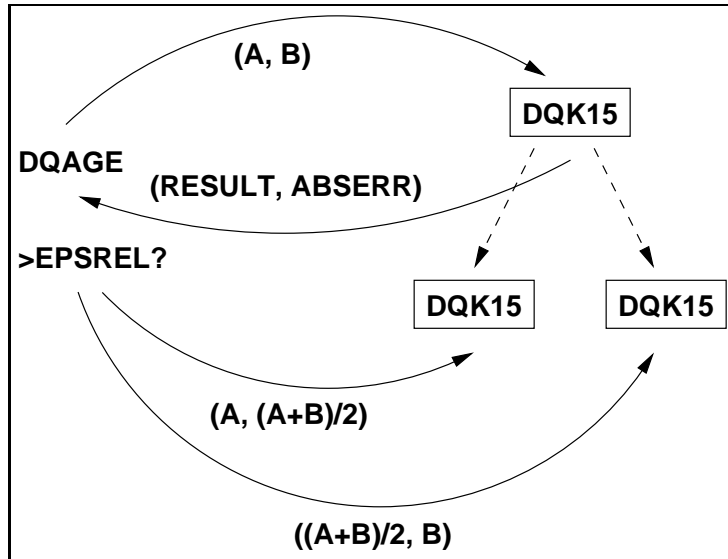 (A, B)
DQK15
DQAGE
(RESULT, ABSERR)
>EPSREL?
DQK15
DQK15
(A, (A+B)/2)
((A+B)/2, B)